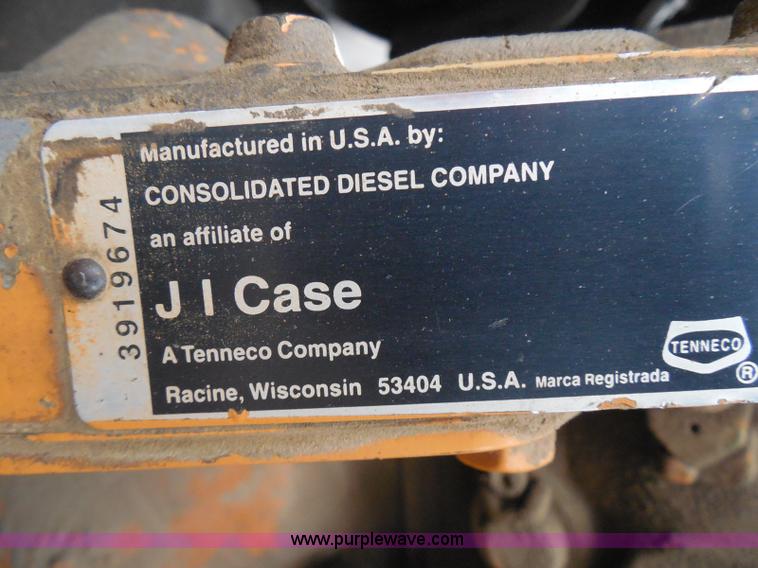 Manufactured in U.S.A. by:
CONSOLIDATED DIESEL COMPANY
an affiliate of
J I Case
A Tenneco Company
Racine, Wisconsin 53404 U.S.A. Marca Registrada
TENNECO
®
3919674
www.purplewave.com